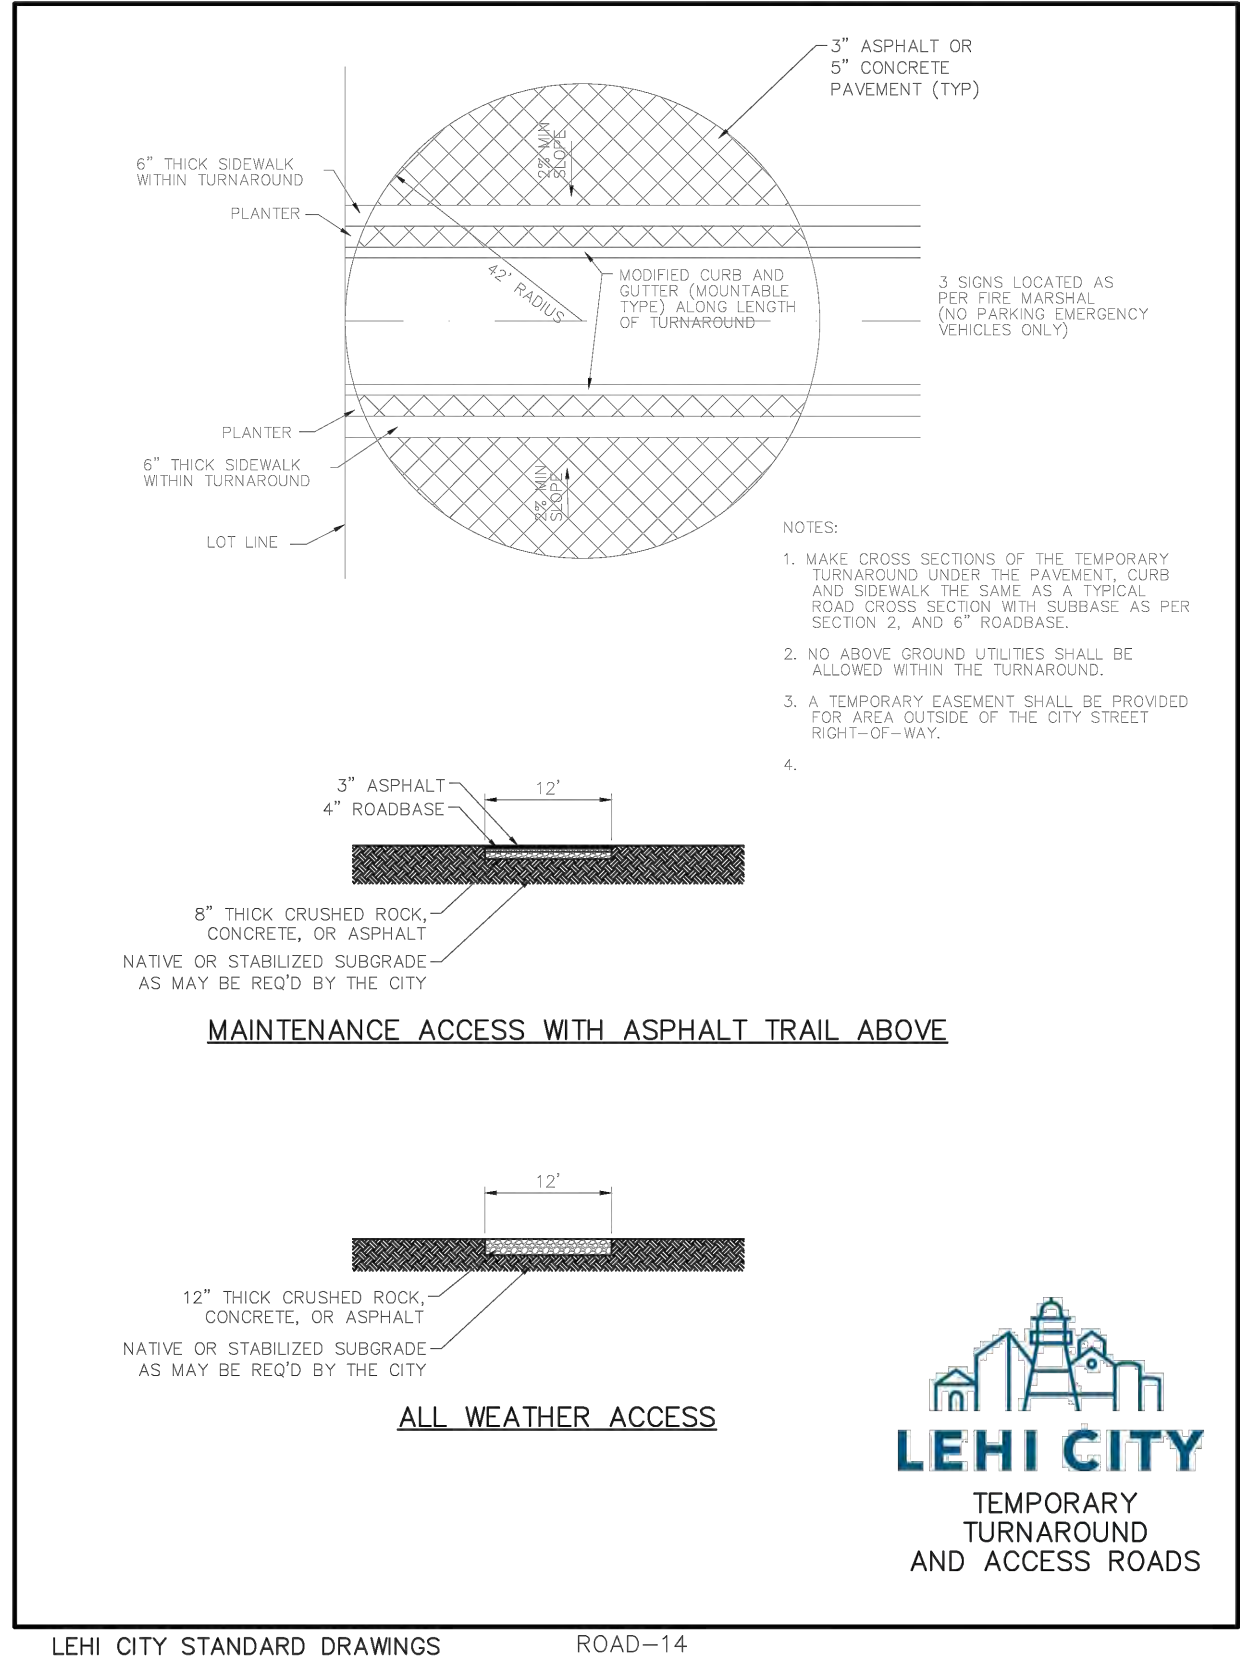 3" ASPHALT OR
5" CONCRETE
PAVEMENT (TYP)
2% MIN
SLOPE
6" THICK SIDEWALK
WITHIN TURNAROUND
PLANTER
42' RADIUS
MODIFIED CURB AND
GUTTER (MOUNTABLE
TYPE) ALONG LENGTH
OF TURNAROUND
3 SIGNS LOCATED AS
PER FIRE MARSHAL
(NO PARKING EMERGENCY
VEHICLES ONLY)
PLANTER
6" THICK SIDEWALK
WITHIN TURNAROUND
2% MIN
SLOPE
LOT LINE
NOTES:
1. MAKE CROSS SECTIONS OF THE TEMPORARY
TURNAROUND UNDER THE PAVEMENT, CURB
AND SIDEWALK THE SAME AS A TYPICAL
ROAD CROSS SECTION WITH SUBBASE AS PER
SECTION 2, AND 6" ROADBASE.
2. NO ABOVE GROUND UTILITIES SHALL BE
ALLOWED WITHIN THE TURNAROUND.
3. A TEMPORARY EASEMENT SHALL BE PROVIDED
FOR AREA OUTSIDE OF THE CITY STREET
RIGHT-OF-WAY.
4.
3" ASPHALT
4" ROADBASE
12'
8" THICK CRUSHED ROCK,
CONCRETE, OR ASPHALT
NATIVE OR STABILIZED SUBGRADE
AS MAY BE REQ'D BY THE CITY
MAINTENANCE ACCESS WITH ASPHALT TRAIL ABOVE
12'
12" THICK CRUSHED ROCK,
CONCRETE, OR ASPHALT
NATIVE OR STABILIZED SUBGRADE
AS MAY BE REQ'D BY THE CITY
ALL WEATHER ACCESS
LEHI CITY
TEMPORARY
TURNAROUND
AND ACCESS ROADS
LEHI CITY STANDARD DRAWINGS
ROAD-14